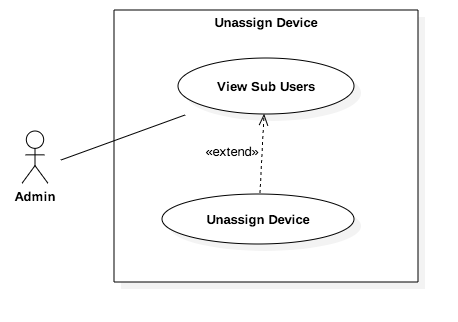 Unassign Device
View Sub Users
«extend»
Admin
Unassign Device